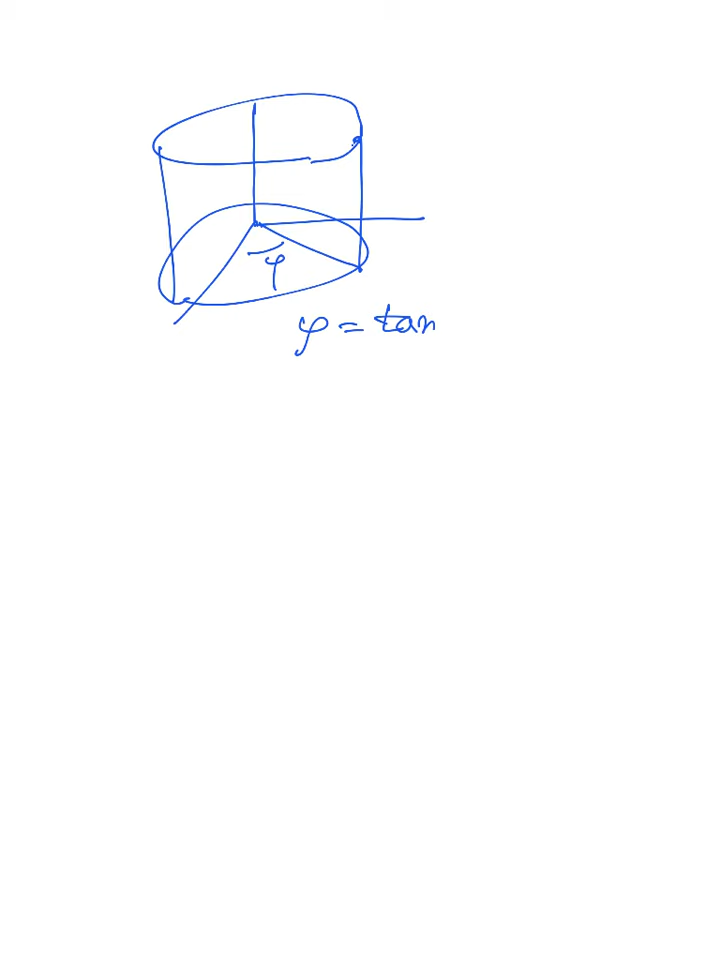 φ
φ = tan